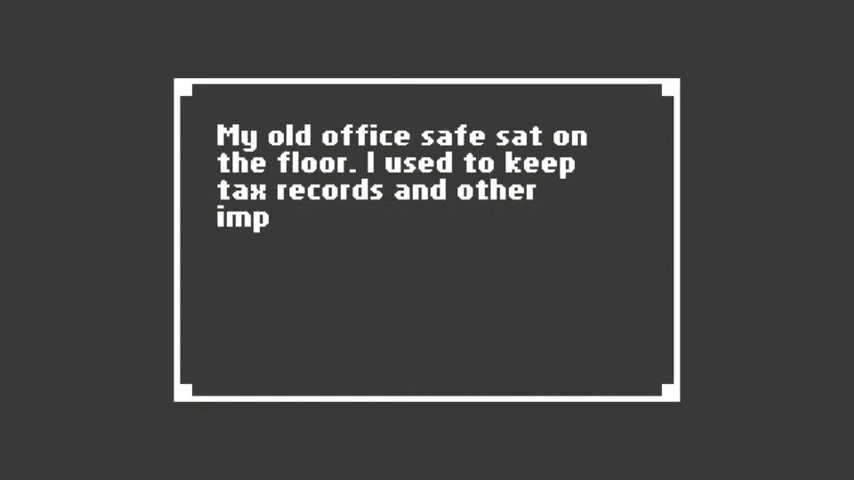 My old office safe sat on
the floor. I used to keep
tax records and other
imp